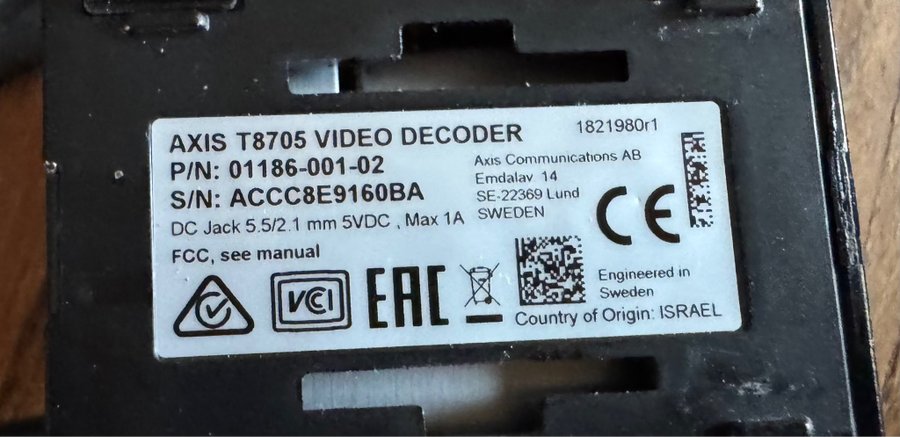 AXIS T8705 VIDEO DECODER
1821980r1
P/N: 01186-001-02
S/N: ACCC8E9160BA
DC Jack 5.5/2.1 mm 5VDC , Max 1A
FCC, see manual
Axis Communications AB
Emdalav 14
SE-22369 Lund
SWEDEN
CE
VCCI
EAC
Engineered in
Sweden
Country of Origin: ISRAEL